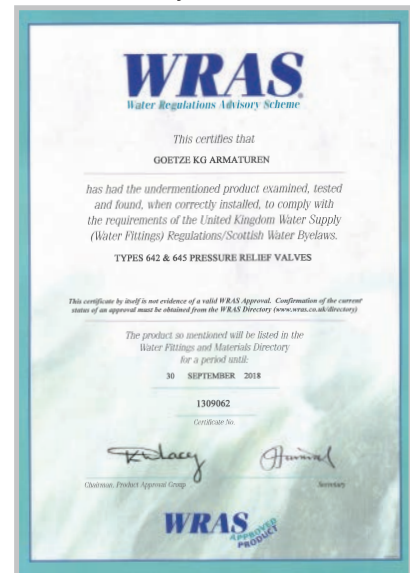 WRAS
Water Regulations Advisory Scheme
This certifies that
GOETZE KG ARMATUREN
has had the undermentioned product examined, tested
and found, when correctly installed, to comply with
the requirements of the United Kingdom Water Supply
(Water Fittings) Regulations/Scottish Water Byelaws.
TYPES 642 & 645 PRESSURE RELIEF VALVES
This certificate by itself is not evidence of a valid WRAS Approval. Confirmation of the current
status of an approval must be obtained from the WRAS Directory (www.wras.co.uk/directory)
The product so mentioned will be listed in the
Water Fittings and Materials Directory
for a period until:
30 SEPTEMBER 2018
1309062
Certificate No.
Chairman, Product Approval Group
Secretary
WRAS
APPROVED
PRODUCT